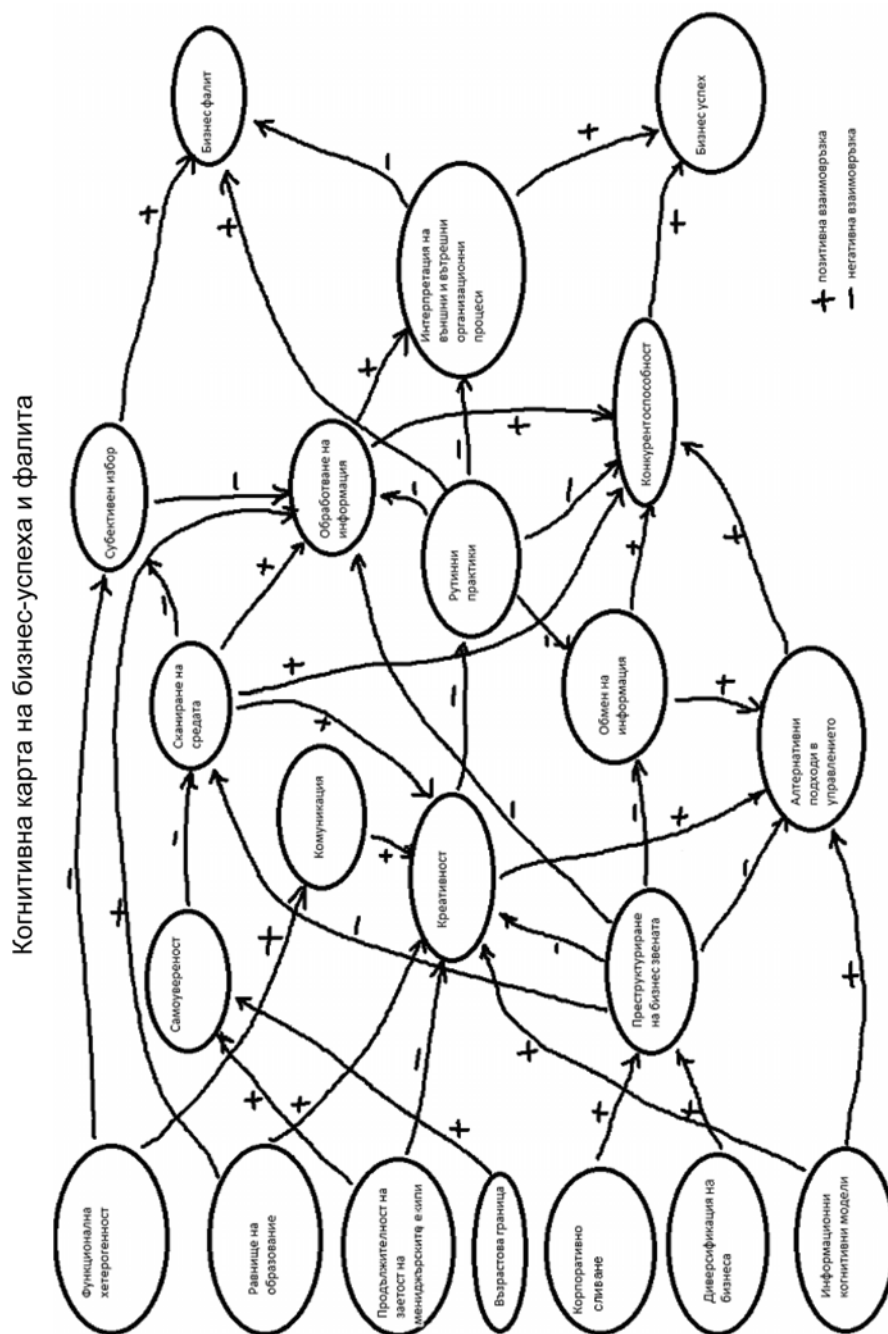 Когнитивна карта на бизнес-успеха и фалита
Функционална
хетерогенност
Равнище на
образование
Продължителност на
заетост на
мениджърските екипи
Възрастова граница
Корпоративно
сливане
Диверсификация на
бизнеса
Информационни
когнитивни модели
Самоувереност
Комуникация
Креативност
Преструктуриране
на бизнес звената
Сканиране на
средата
Обмен на
информация
Алтернативни
подходи в
управлението
Субективен избор
Обработване на
информация
Рутинни
практики
Интерпретация на
външни и вътрешни
организационни
процеси
Конкурентоспособност
Бизнес фалит
Бизнес успех
+ позитивна взаимовръзка
− негативна взаимовръзка